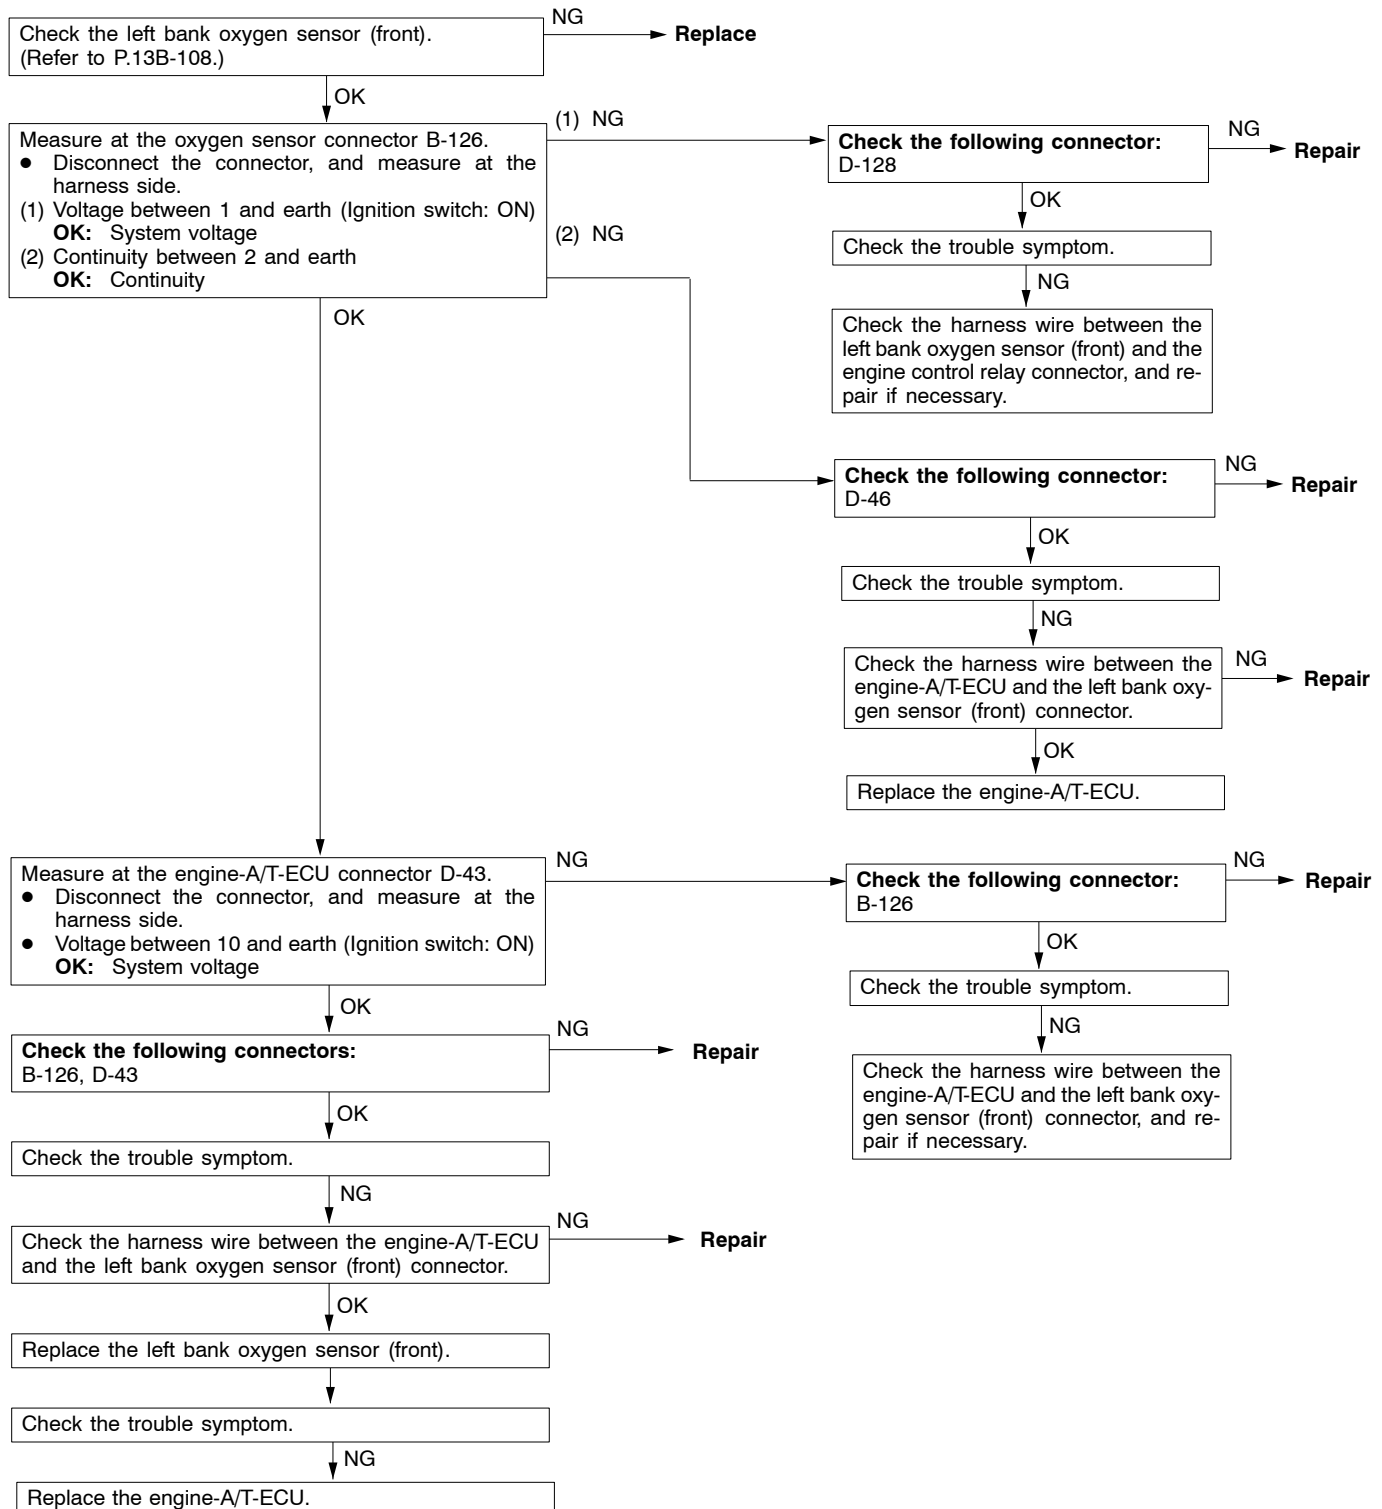 Check the left bank oxygen sensor (front).
(Refer to P.13B-108.)
NG
Replace
OK
Measure at the oxygen sensor connector B-126.
● Disconnect the connector, and measure at the
harness side.
(1) Voltage between 1 and earth (Ignition switch: ON)
OK: System voltage
(2) Continuity between 2 and earth
OK: Continuity
(1) NG
Check the following connector:
D-128
NG
Repair
OK
Check the trouble symptom.
NG
Check the harness wire between the
left bank oxygen sensor (front) and the
engine control relay connector, and re-
pair if necessary.
(2) NG
Check the following connector:
D-46
NG
Repair
OK
Check the trouble symptom.
NG
Check the harness wire between the
engine-A/T-ECU and the left bank oxy-
gen sensor (front) connector.
NG
Repair
OK
Replace the engine-A/T-ECU.
OK
Measure at the engine-A/T-ECU connector D-43.
● Disconnect the connector, and measure at the
harness side.
● Voltage between 10 and earth (Ignition switch: ON)
OK: System voltage
NG
Check the following connector:
B-126
NG
Repair
OK
Check the trouble symptom.
NG
Check the harness wire between the
engine-A/T-ECU and the left bank oxy-
gen sensor (front) connector, and re-
pair if necessary.
OK
Check the following connectors:
B-126, D-43
NG
Repair
OK
Check the trouble symptom.
NG
Check the harness wire between the engine-A/T-ECU
and the left bank oxygen sensor (front) connector.
NG
Repair
OK
Replace the left bank oxygen sensor (front).
Check the trouble symptom.
NG
Replace the engine-A/T-ECU.